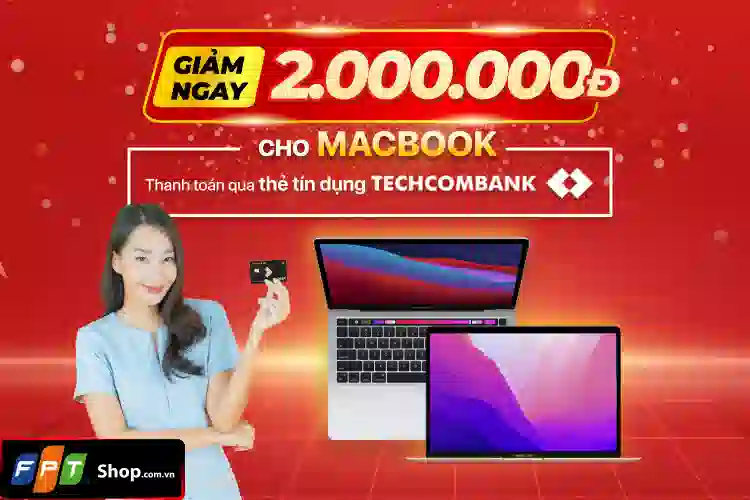 GIẢM
NGAY
2.000.000Đ
CHO MACBOOK
Thanh toán qua thẻ tín dụng TECHCOMBANK
FPT Shop.com.vn